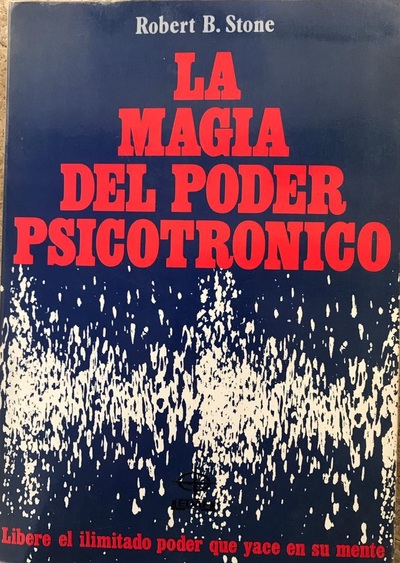 Robert B. Stone
LA
MAGIA
DEL PODER
PSICOTRONICO
Libere el ilimitado poder que yace en su mente